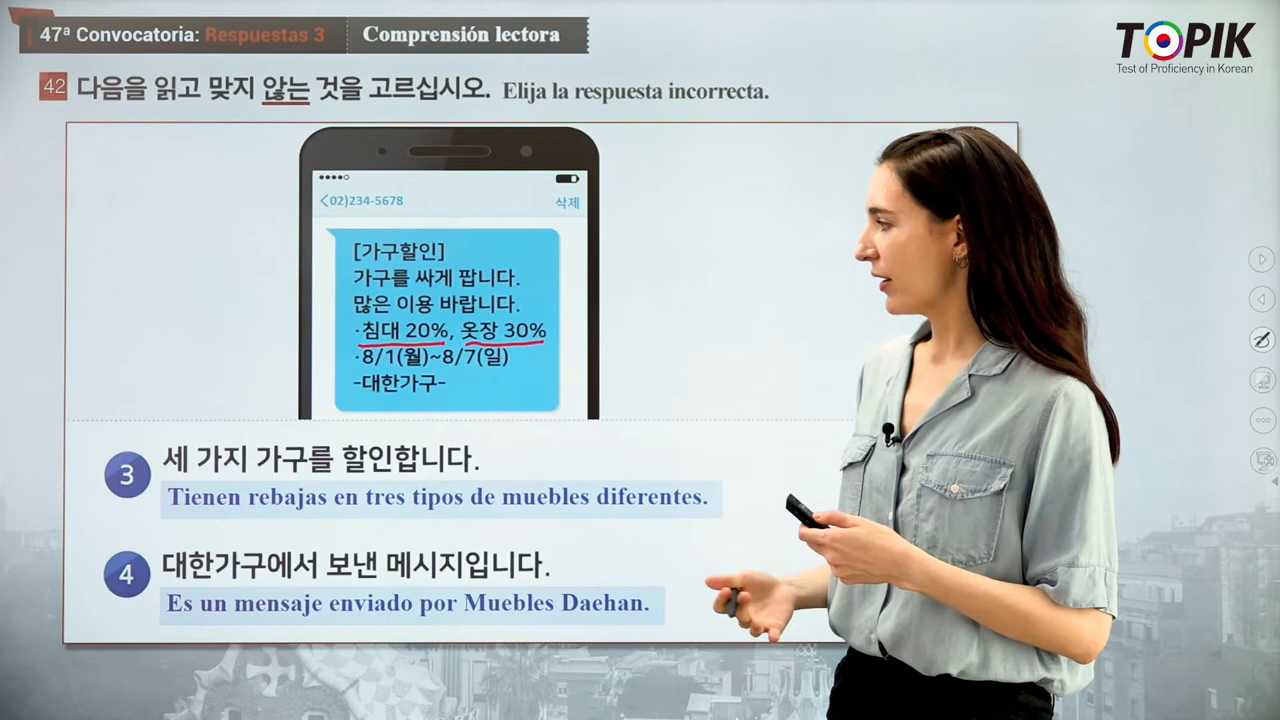 47ª Convocatoria: Respuestas 3 Comprensión lectora
TOPIK
Test of Proficiency in Korean
42 다음을 읽고 맞지 않는 것을 고르십시오. Elija la respuesta incorrecta.
<02)234-5678 삭제
[가구할인]
가구를 싸게 팝니다.
많은 이용 바랍니다.
·침대 20%, 옷장 30%
·8/1(월)~8/7(일)
-대한가구-
3 세 가지 가구를 할인합니다.
Tienen rebajas en tres tipos de muebles diferentes.
4 대한가구에서 보낸 메시지입니다.
Es un mensaje enviado por Muebles Daehan.